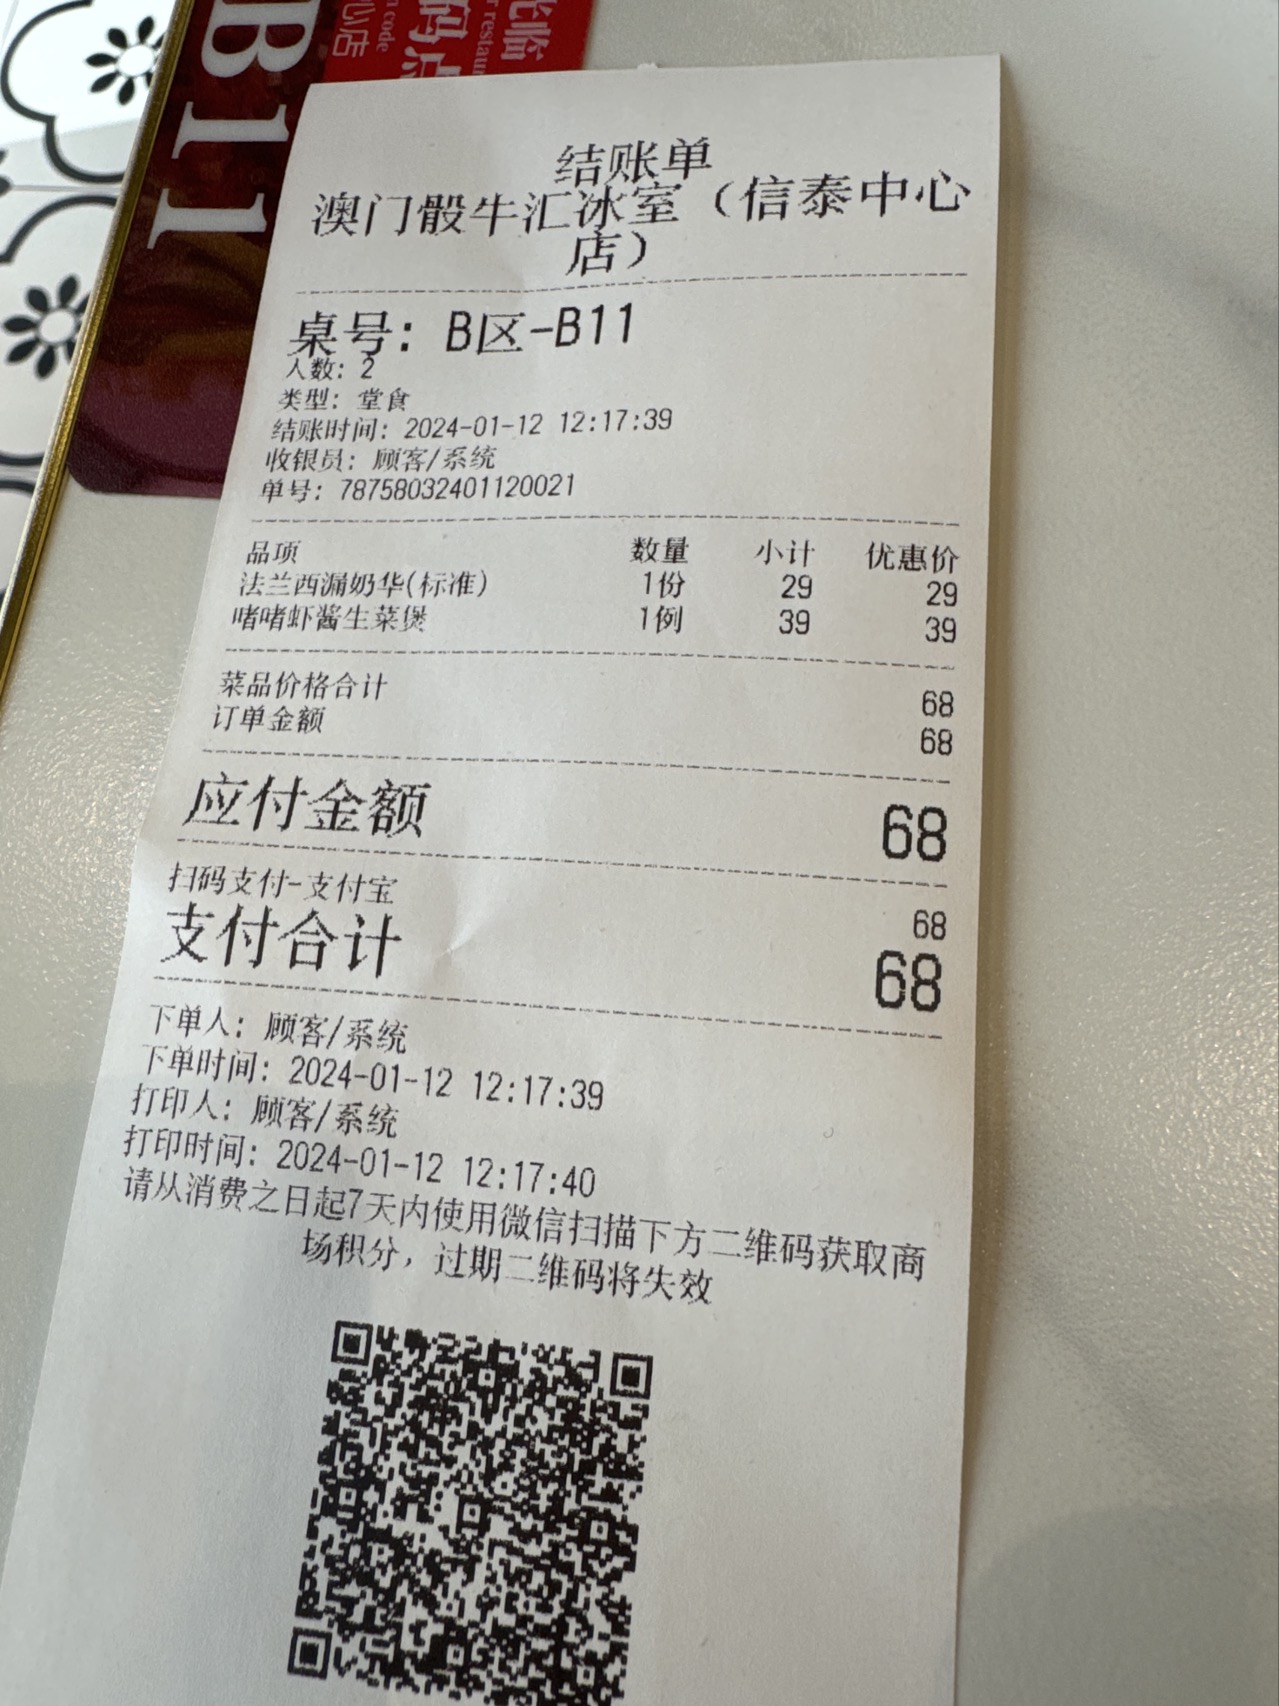 B11
结账单
澳门骰牛汇冰室（信泰中心
店）
桌号: B区-B11
人数: 2
类型: 堂食
结账时间: 2024-01-12 12:17:39
收银员: 顾客/系统
单号: 78758032401120021
品项 数量 小计 优惠价
法兰西漏奶华(标准) 1份 29 29
啫啫虾酱生菜煲 1例 39 39
菜品价格合计 68
订单金额 68
应付金额 68
扫码支付-支付宝 68
支付合计 68
下单人: 顾客/系统
下单时间: 2024-01-12 12:17:39
打印人: 顾客/系统
打印时间: 2024-01-12 12:17:40
请从消费之日起7天内使用微信扫描下方二维码获取商
场积分，过期二维码将失效